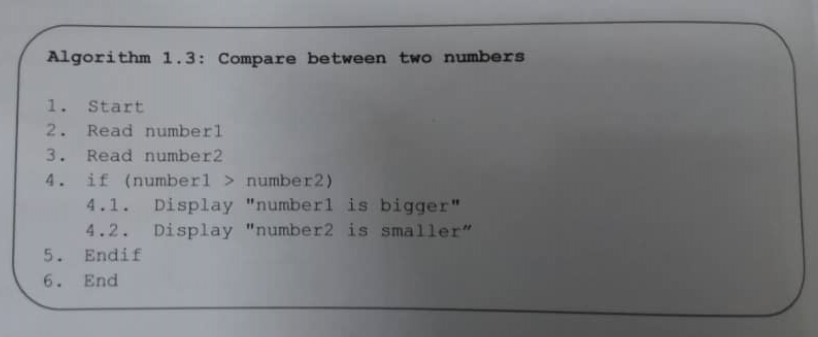 Algorithm 1.3: Compare between two numbers
1. Start
2. Read number1
3. Read number2
4. if (number1 > number2)
4.1. Display "number1 is bigger"
4.2. Display "number2 is smaller”
5. Endif
6. End